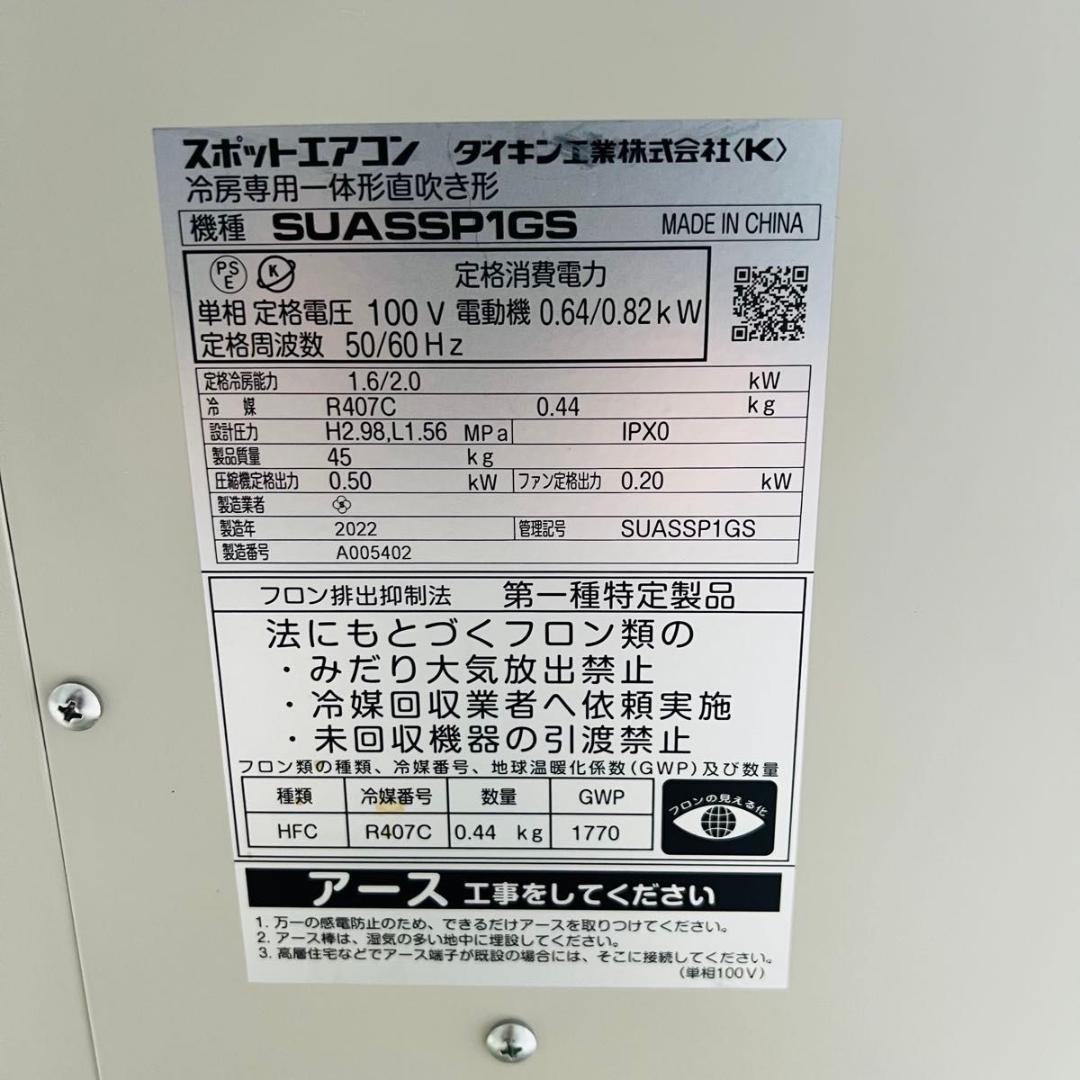 スポットエアコン ダイキン工業株式会社〈K〉
冷房専用一体形直吹き形
機種 SUASSP1GS MADE IN CHINA
PSE K 定格消費電力
単相 定格電圧 100 V 電動機 0.64/0.82 kW
定格周波数 50/60 Hz
定格冷房能力 1.6/2.0 kW
冷媒 R407C 0.44 kg
設計圧力 H2.98,L1.56 MPa IPX0
製品質量 45 kg
圧縮機定格出力 0.50 kW ファン定格出力 0.20 kW
製造業者
製造年 2022 管理記号 SUASSP1GS
製造番号 A005402
フロン排出抑制法 第一種特定製品
法にもとづくフロン類の
・みだり大気放出禁止
・冷媒回収業者へ依頼実施
・未回収機器の引渡禁止
フロン類の種類、冷媒番号、地球温暖化係数(GWP)及び数量
種類 冷媒番号 数量 GWP
HFC R407C 0.44 kg 1770
フロンの見える化
アース工事をしてください
1. 万一の感電防止のため、できるだけアースを取りつけてください。
2. アース棒は、湿気の多い地中に埋設してください。
3. 高層住宅などでアース端子が既設の場合には、そこに接続してください。
(単相100V)